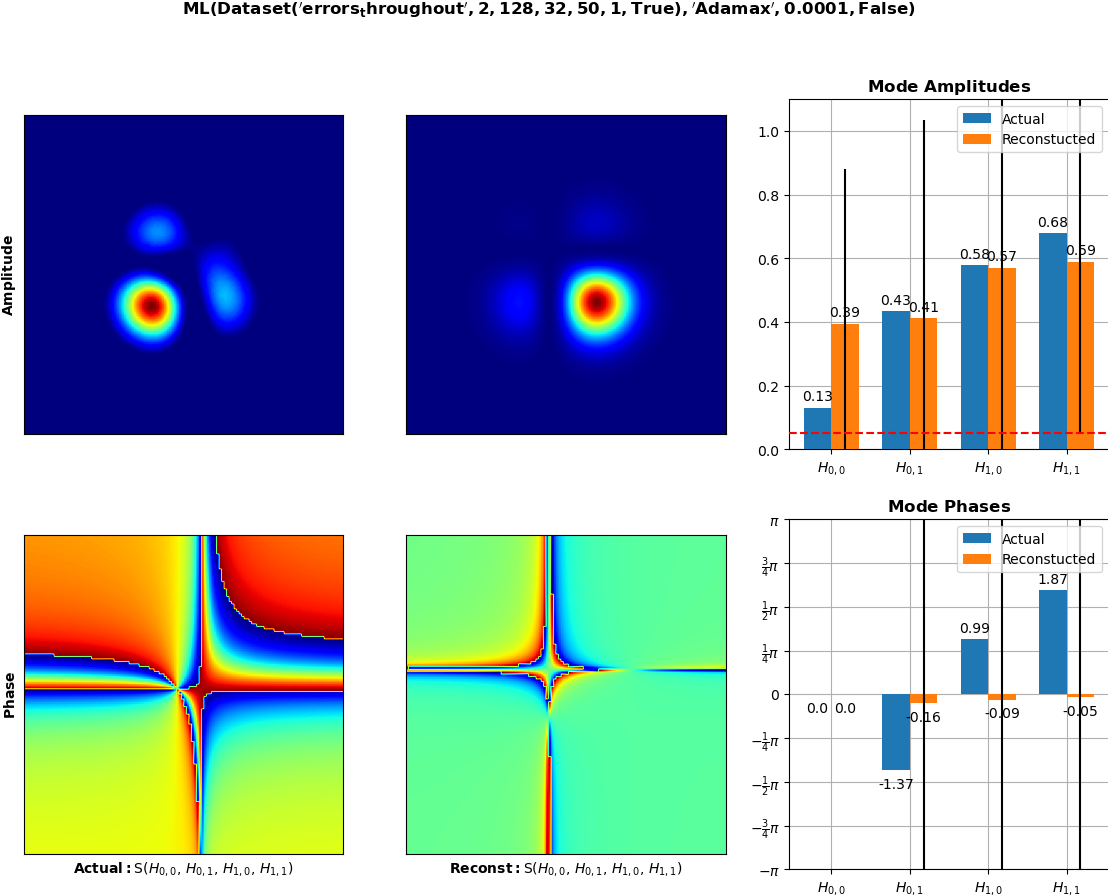 ML(Dataset('errors_throughout', 2, 128, 32, 50, 1, True), 'Adamax', 0.0001, False)
Mode Amplitudes
Amplitude
Actual
Reconstucted
1.0
0.8
0.6
0.4
0.2
0.0
0.13
0.39
0.43
0.41
0.58
0.57
0.68
0.59
H0,0
H0,1
H1,0
H1,1
Mode Phases
Phase
Actual
Reconstucted
π
3/4π
1/2π
1/4π
0
-1/4π
-1/2π
-3/4π
-π
0.0
0.0
-1.37
-0.16
0.99
-0.09
1.87
-0.05
H0,0
H0,1
H1,0
H1,1
Actual: S(H0,0, H0,1, H1,0, H1,1)
Reconst: S(H0,0, H0,1, H1,0, H1,1)